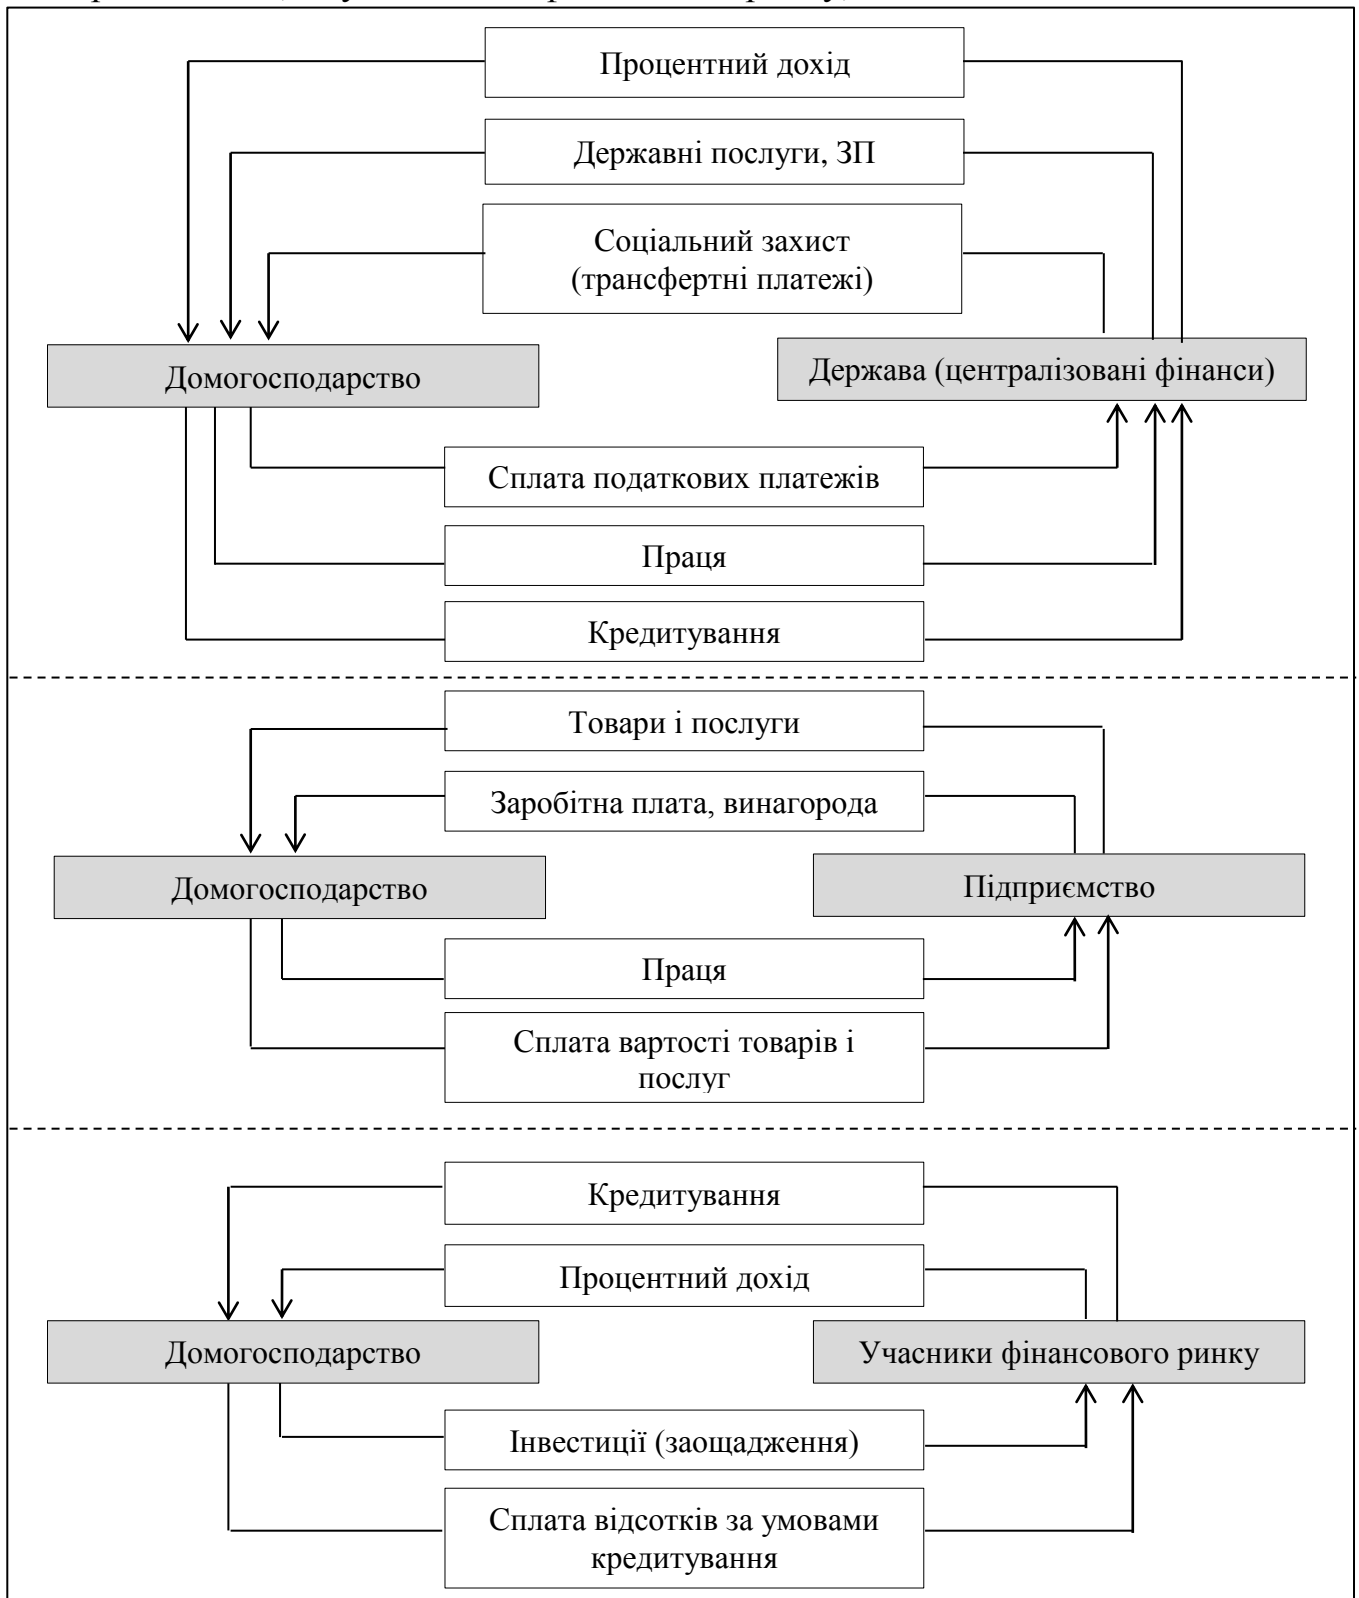 Процентний дохід
Державні послуги, ЗП
Соціальний захист
(трансфертні платежі)
Домогосподарство
Держава (централізовані фінанси)
Сплата податкових платежів
Праця
Кредитування
Товари і послуги
Заробітна плата, винагорода
Домогосподарство
Підприємство
Праця
Сплата вартості товарів і
послуг
Кредитування
Процентний дохід
Домогосподарство
Учасники фінансового ринку
Інвестиції (заощадження)
Сплата відсотків за умовами
кредитування